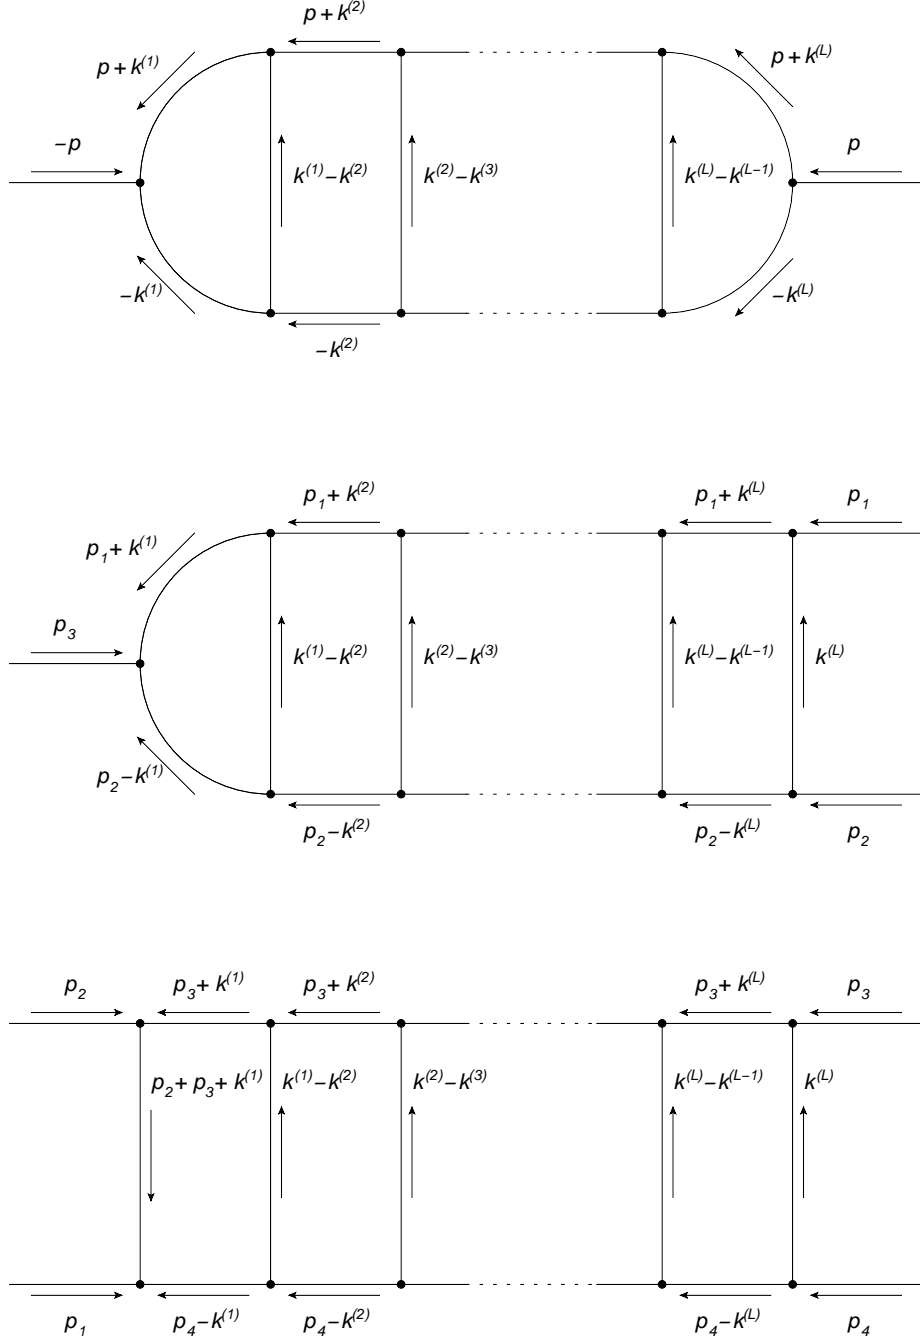 p + k^(2)
p + k^(1) p + k^(L)
−p p
k^(1) − k^(2) k^(2) − k^(3) k^(L) − k^(L−1)
−k^(1) −k^(L)
−k^(2)
p_1 + k^(2) p_1 + k^(L) p_1
p_1 + k^(1)
p_3
k^(1) − k^(2) k^(2) − k^(3) k^(L) − k^(L−1) k^(L)
p_2 − k^(1)
p_2 − k^(2) p_2 − k^(L) p_2
p_2 p_3 + k^(1) p_3 + k^(2) p_3 + k^(L) p_3
p_2 + p_3 + k^(1) k^(1) − k^(2) k^(2) − k^(3) k^(L) − k^(L−1) k^(L)
p_1 p_4 − k^(1) p_4 − k^(2) p_4 − k^(L) p_4